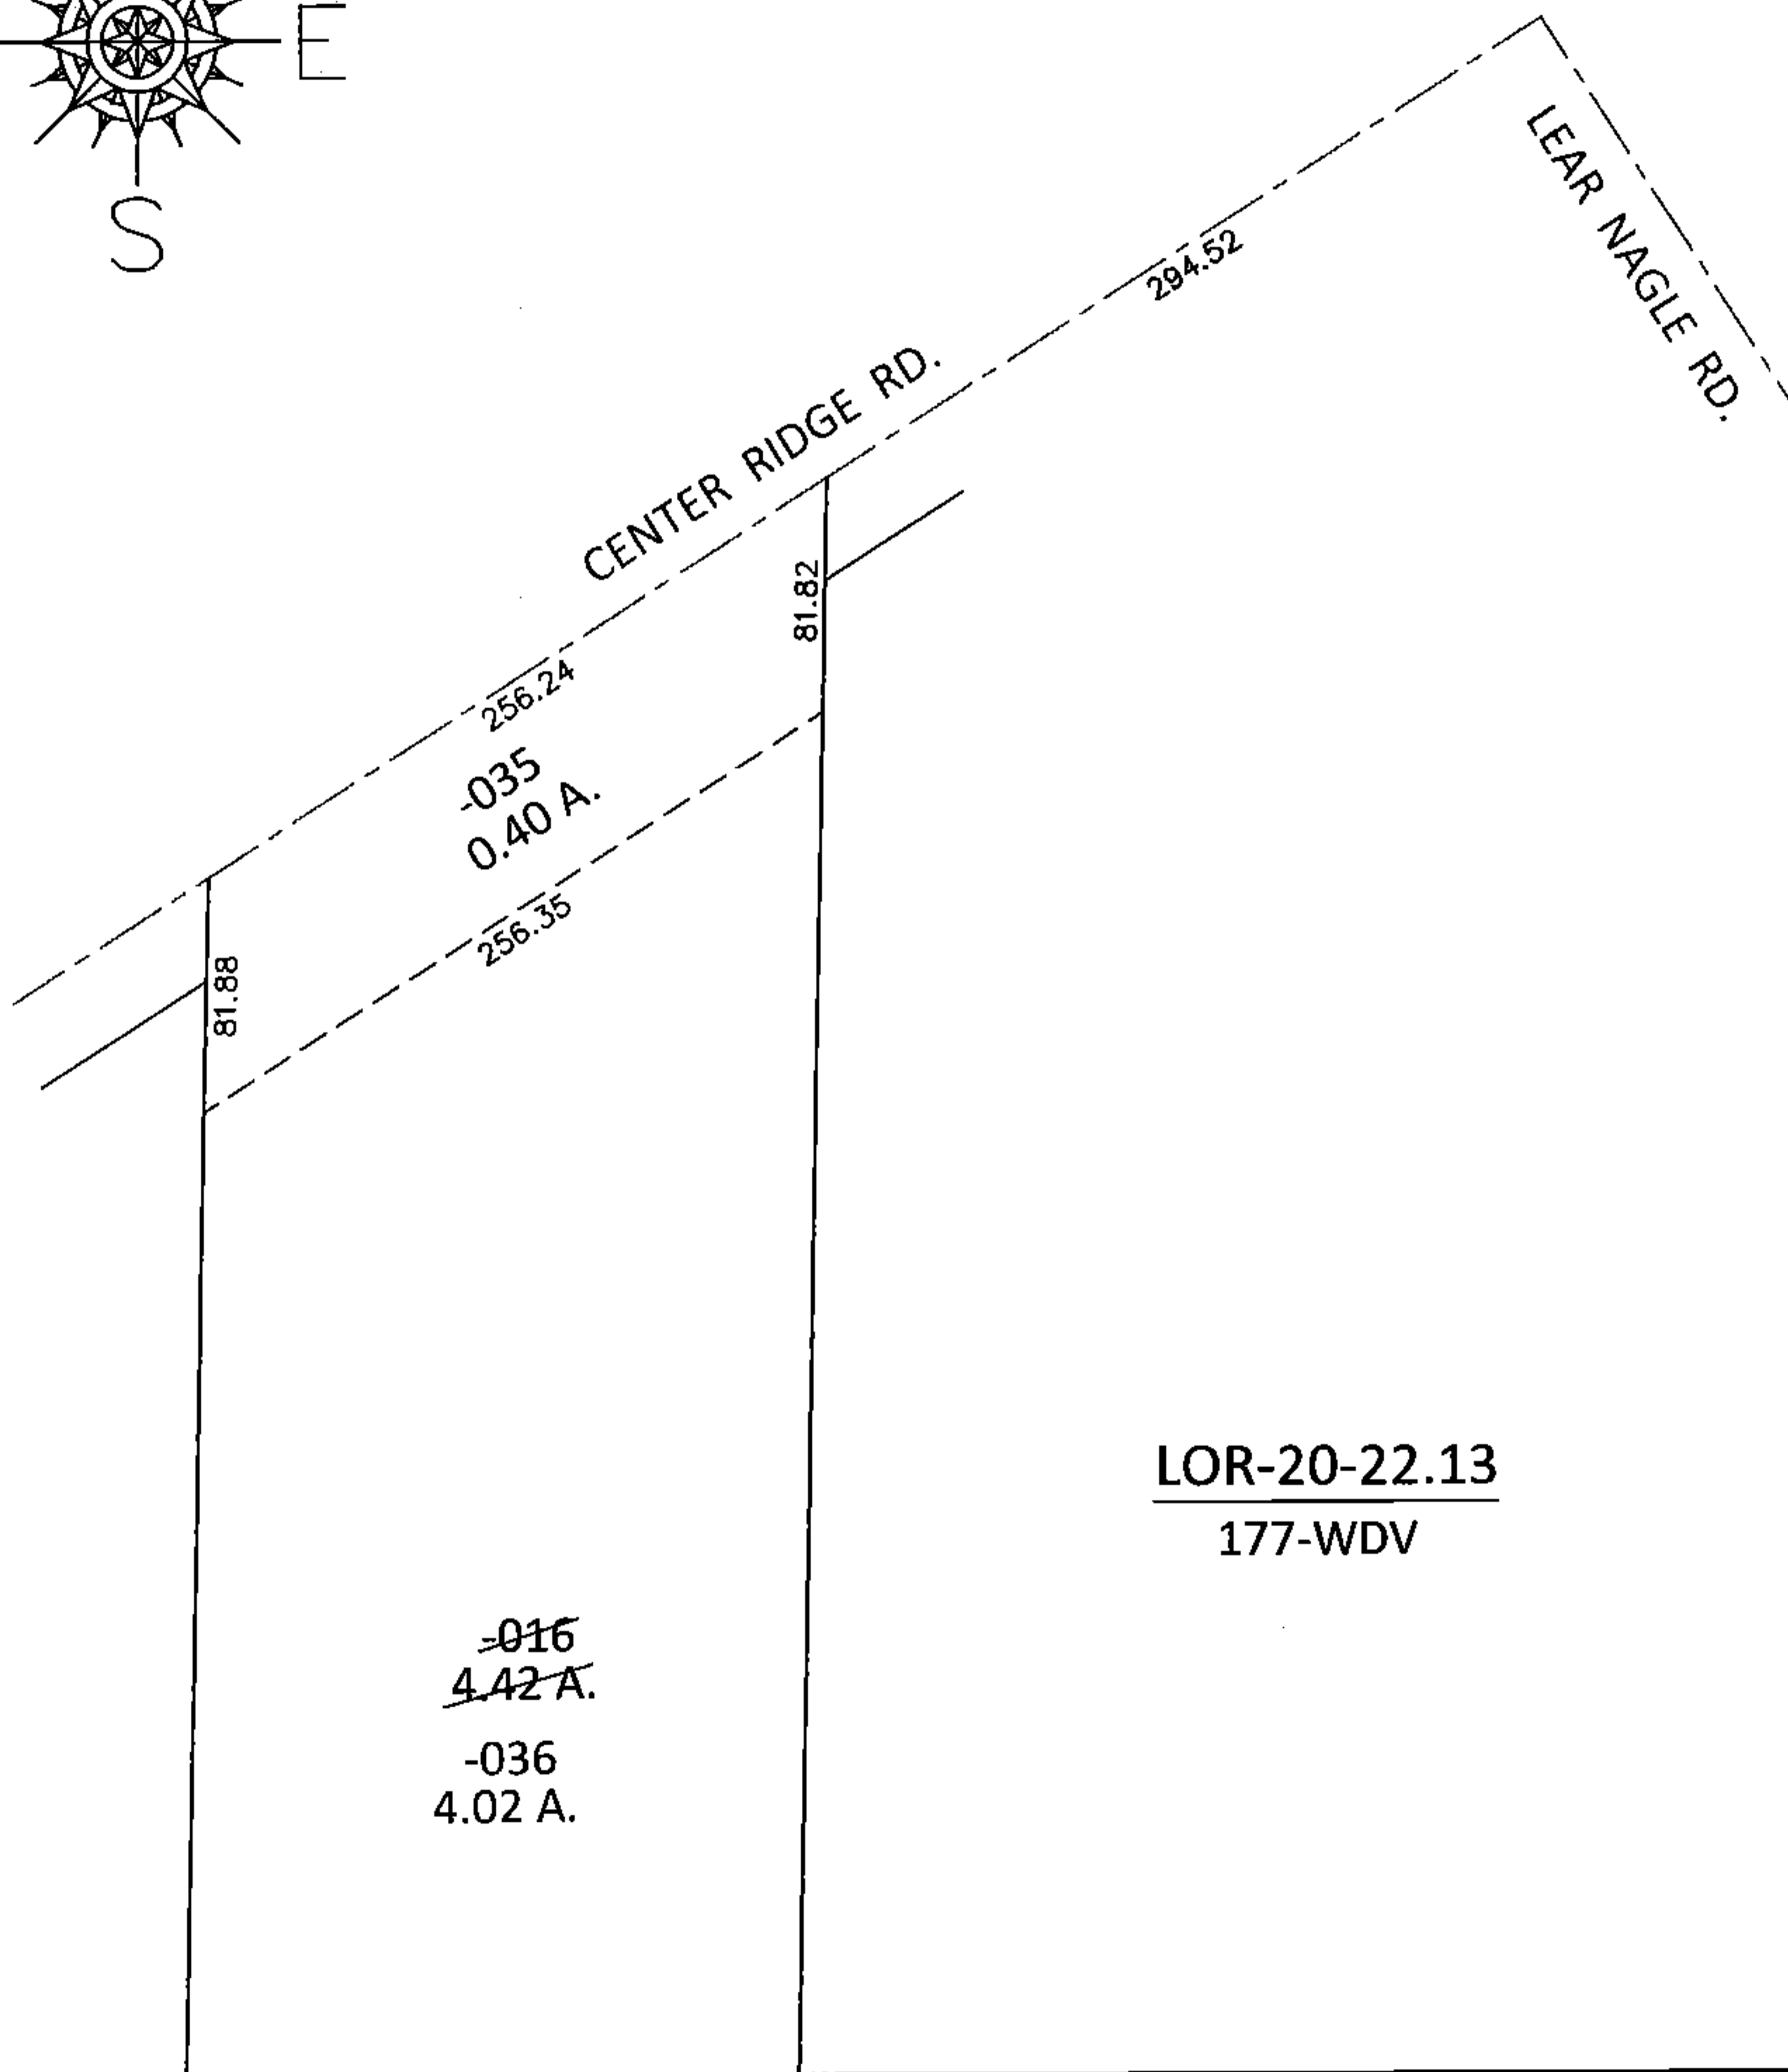 E
S
LEAR NAGLE RD.
294.52
CENTER RIDGE RD.
81.82
256.24
-035
0.40 A.
256.35
81.88
LOR-20-22.13
177-WDV
-016
4.42 A.
-036
4.02 A.